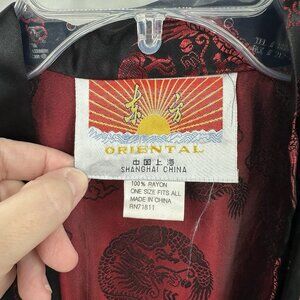 东方
ORIENTAL
中国上海
SHANGHAI CHINA
100% RAYON
ONE SIZE FITS ALL
MADE IN CHINA
RN71811